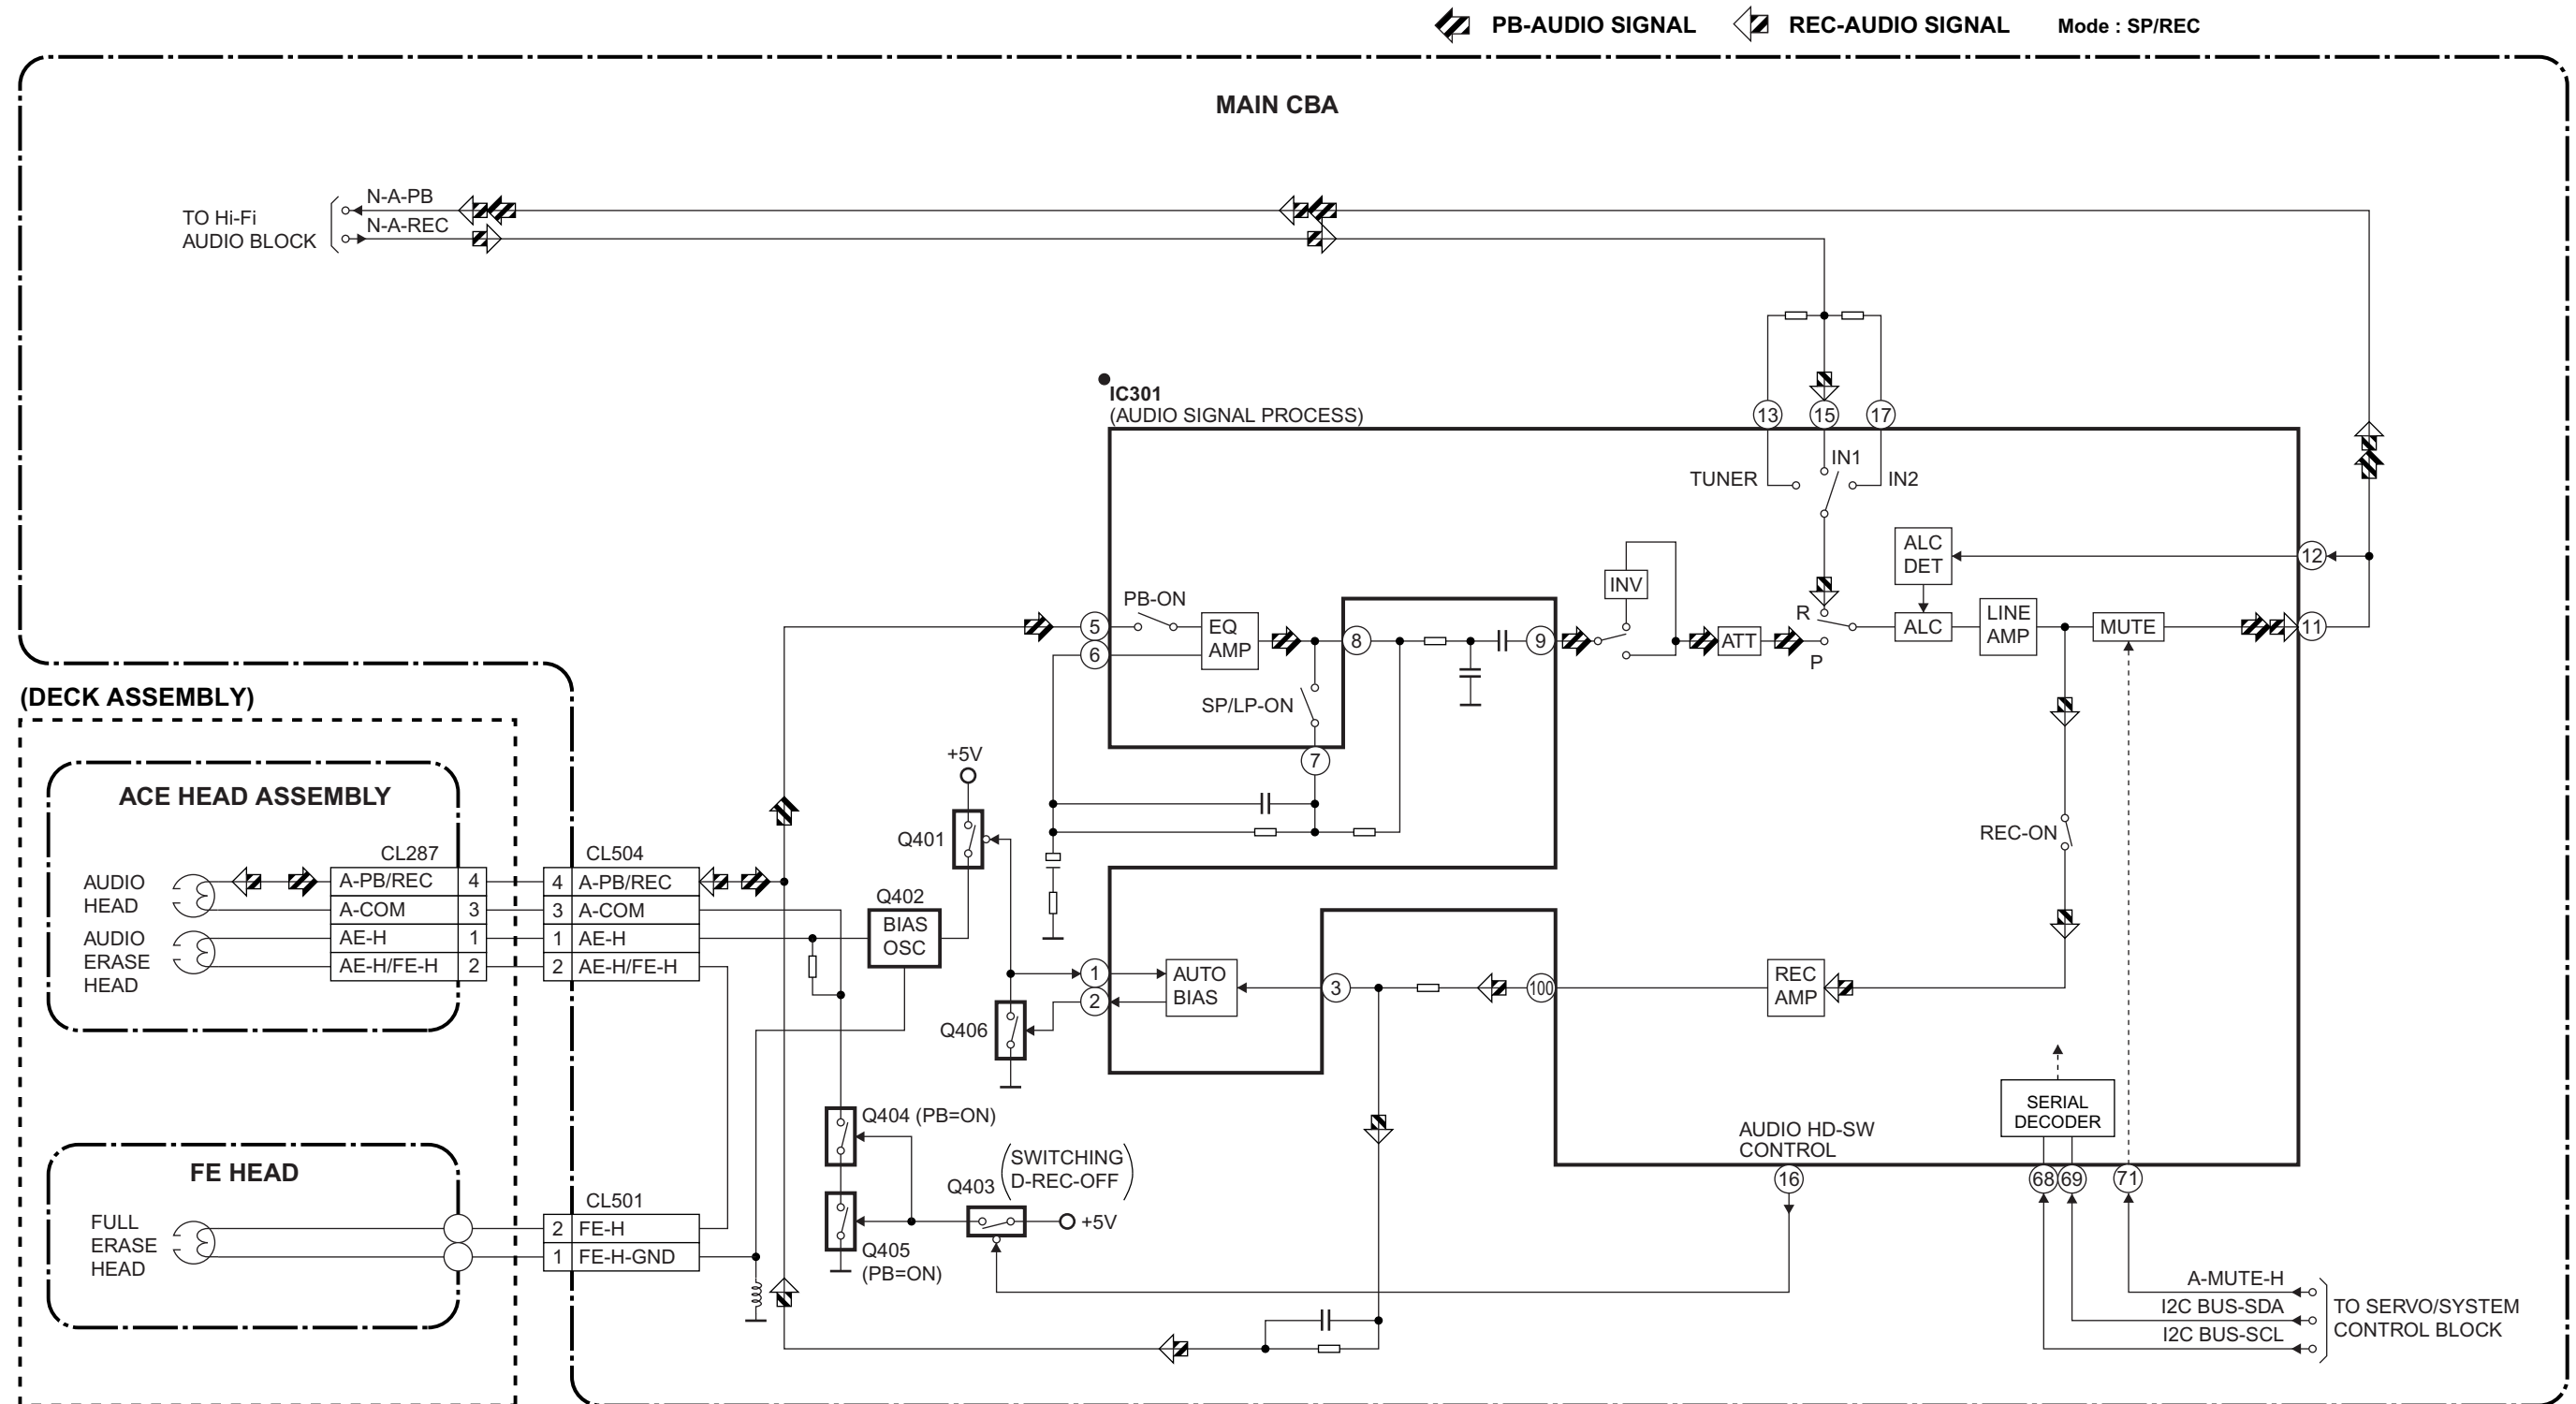 PB-AUDIO SIGNAL
REC-AUDIO SIGNAL
Mode : SP/REC
MAIN CBA
TO Hi-Fi
AUDIO BLOCK
N-A-PB
N-A-REC
IC301
(AUDIO SIGNAL PROCESS)
13
15
17
TUNER
IN1
IN2
ALC
DET
12
INV
PB-ON
5
6
EQ
AMP
8
9
ATT
R
P
ALC
LINE
AMP
MUTE
11
SP/LP-ON
7
(DECK ASSEMBLY)
ACE HEAD ASSEMBLY
+5V
Q401
REC-ON
CL287
CL504
AUDIO
HEAD
A-PB/REC 4
4 A-PB/REC
A-COM 3
3 A-COM
AUDIO
ERASE
HEAD
AE-H 1
1 AE-H
AE-H/FE-H 2
2 AE-H/FE-H
Q402
BIAS
OSC
1
2
AUTO
BIAS
3
100
REC
AMP
Q406
Q404 (PB=ON)
SERIAL
DECODER
AUDIO HD-SW
CONTROL
16
68
69
71
FE HEAD
Q403
(SWITCHING
D-REC-OFF)
+5V
CL501
FULL
ERASE
HEAD
2 FE-H
1 FE-H-GND
Q405
(PB=ON)
A-MUTE-H
I2C BUS-SDA
I2C BUS-SCL
TO SERVO/SYSTEM
CONTROL BLOCK